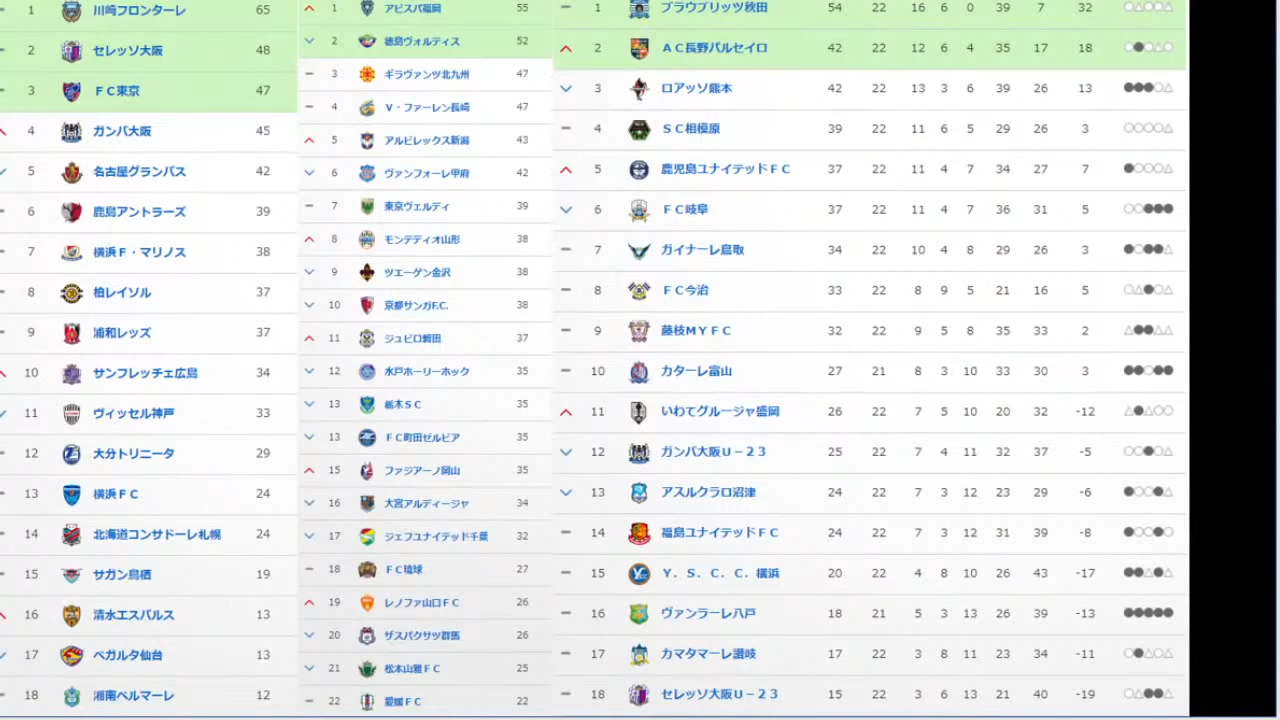 1 川崎フロンターレ 65
2 セレッソ大阪 48
3 ＦＣ東京 47
4 ガンバ大阪 45
5 名古屋グランパス 42
6 鹿島アントラーズ 39
7 横浜Ｆ・マリノス 38
8 柏レイソル 37
9 浦和レッズ 37
10 サンフレッチェ広島 34
11 ヴィッセル神戸 33
12 大分トリニータ 29
13 横浜ＦＣ 24
14 北海道コンサドーレ札幌 24
15 サガン鳥栖 19
16 清水エスパルス 13
17 ベガルタ仙台 13
18 湘南ベルマーレ 12
1 アビスパ福岡 55
2 徳島ヴォルティス 52
3 ギラヴァンツ北九州 47
4 Ｖ・ファーレン長崎 47
5 アルビレックス新潟 43
6 ヴァンフォーレ甲府 42
7 東京ヴェルディ 39
8 モンテディオ山形 38
9 ツエーゲン金沢 38
10 京都サンガF.C. 38
11 ジュビロ磐田 37
12 水戸ホーリーホック 35
13 栃木ＳＣ 35
13 ＦＣ町田ゼルビア 35
15 ファジアーノ岡山 35
16 大宮アルディージャ 34
17 ジェフユナイテッド千葉 32
18 ＦＣ琉球 27
19 レノファ山口ＦＣ 26
20 ザスパクサツ群馬 26
21 松本山雅ＦＣ 25
22 愛媛ＦＣ 22
1 ブラウブリッツ秋田 54 22 16 6 0 39 7 32 ○●○○△
2 ＡＣ長野パルセイロ 42 22 12 6 4 35 17 18 ○●○△○
3 ロアッソ熊本 42 22 13 3 6 39 26 13 ●●●○△
4 ＳＣ相模原 39 22 11 6 5 29 26 3 ○○○○△
5 鹿児島ユナイテッドＦＣ 37 22 11 4 7 34 27 7 ●○○○△
6 ＦＣ岐阜 37 22 11 4 7 36 31 5 ○○●●●
7 ガイナーレ鳥取 34 22 10 4 8 29 26 3 ●○●●△
8 ＦＣ今治 33 22 8 9 5 21 16 5 ○△●○△
9 藤枝ＭＹＦＣ 32 22 9 5 8 35 33 2 △●●△△
10 カターレ富山 27 21 8 3 10 33 30 3 ●●○●●
11 いわてグルージャ盛岡 26 22 7 5 10 20 32 -12 △●△○○
12 ガンバ大阪Ｕ－２３ 25 22 7 4 11 32 37 -5 ○○●○△
13 アスルクラロ沼津 24 22 7 3 12 23 29 -6 ●○○●△
14 福島ユナイテッドＦＣ 24 22 7 3 12 31 39 -8 ●○○●○
15 Ｙ．Ｓ．Ｃ．Ｃ．横浜 20 22 4 8 10 26 43 -17 ●●△●△
16 ヴァンラーレ八戸 18 21 5 3 13 26 39 -13 ●●●●●
17 カマタマーレ讃岐 17 22 3 8 11 23 34 -11 ○●△○△
18 セレッソ大阪Ｕ－２３ 15 22 3 6 13 21 40 -19 ○△●●△